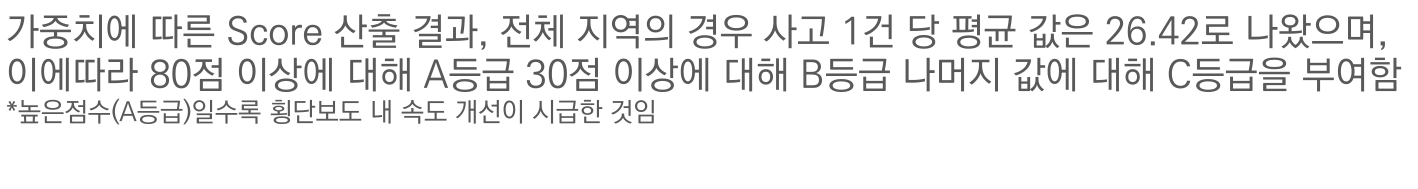 가중치에 따른 Score 산출 결과, 전체 지역의 경우 사고 1건 당 평균 값은 26.42로 나왔으며,
이에따라 80점 이상에 대해 A등급 30점 이상에 대해 B등급 나머지 값에 대해 C등급을 부여함
*높은점수(A등급)일수록 횡단보도 내 속도 개선이 시급한 것임